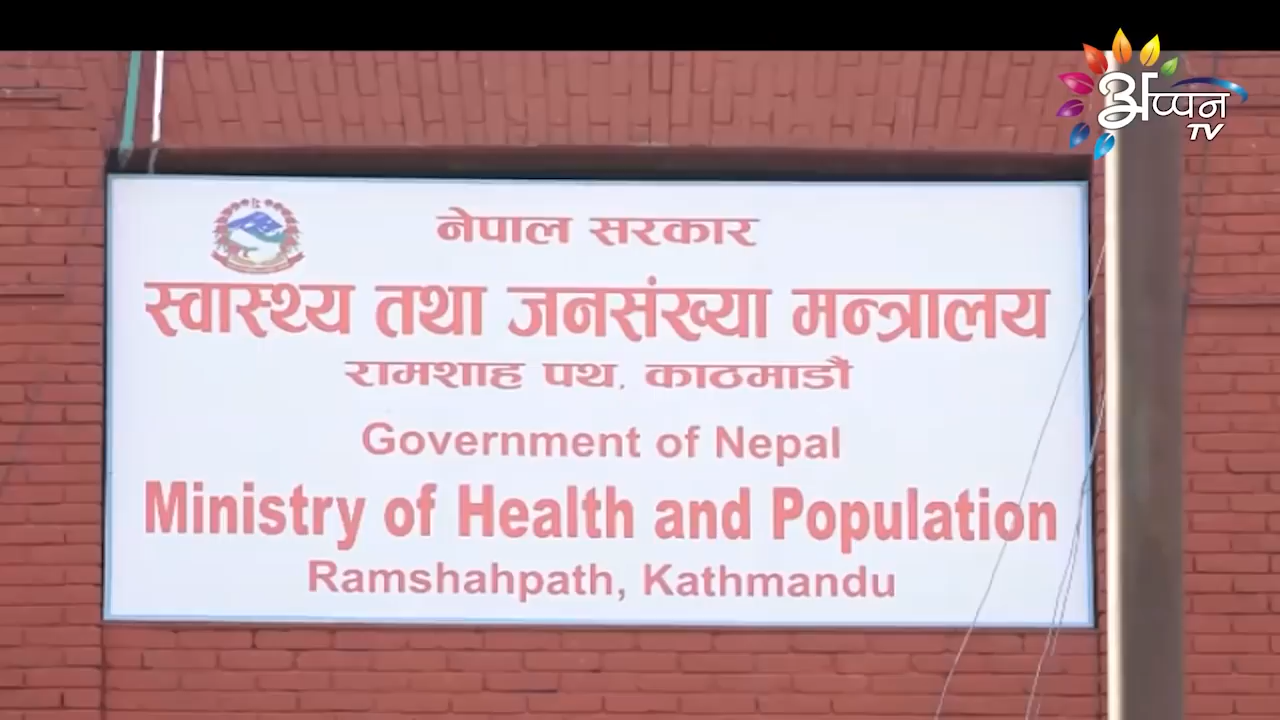 अप्पन
TV
नेपाल सरकार
स्वास्थ्य तथा जनसंख्या मन्त्रालय
रामशाह पथ, काठमाडौं
Government of Nepal
Ministry of Health and Population
Ramshahpath, Kathmandu